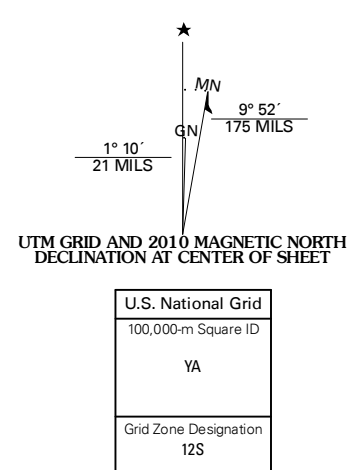 MN
GN
9° 52´
175 MILS
1° 10´
21 MILS
UTM GRID AND 2010 MAGNETIC NORTH
DECLINATION AT CENTER OF SHEET
U.S. National Grid
100,000-m Square ID
YA
Grid Zone Designation
12S